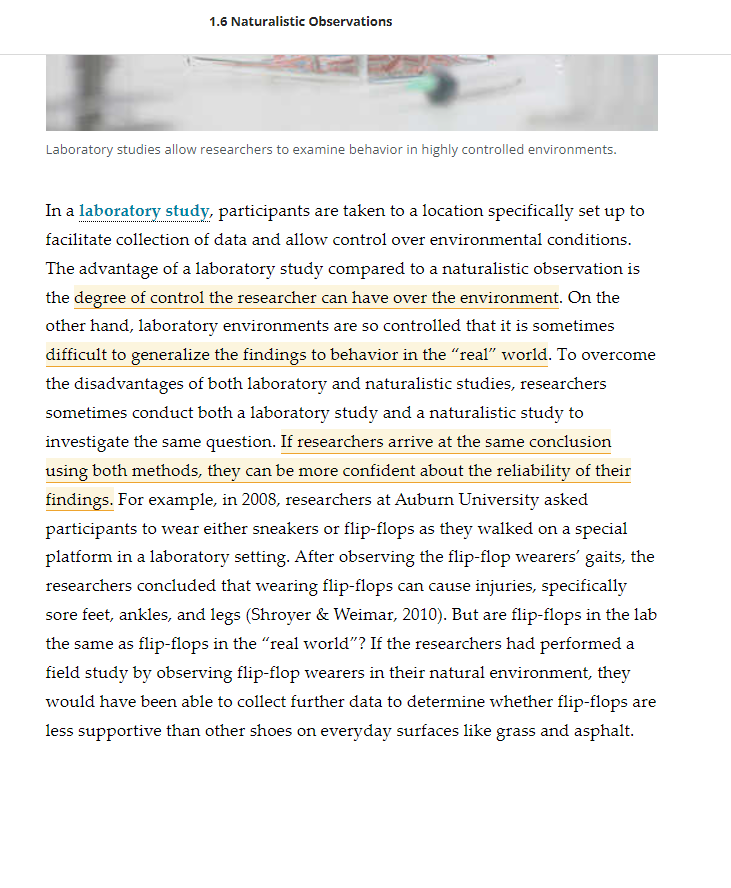 1.6 Naturalistic Observations
Laboratory studies allow researchers to examine behavior in highly controlled environments.
In a laboratory study, participants are taken to a location specifically set up to
facilitate collection of data and allow control over environmental conditions.
The advantage of a laboratory study compared to a naturalistic observation is
the degree of control the researcher can have over the environment. On the
other hand, laboratory environments are so controlled that it is sometimes
difficult to generalize the findings to behavior in the “real” world. To overcome
the disadvantages of both laboratory and naturalistic studies, researchers
sometimes conduct both a laboratory study and a naturalistic study to
investigate the same question. If researchers arrive at the same conclusion
using both methods, they can be more confident about the reliability of their
findings. For example, in 2008, researchers at Auburn University asked
participants to wear either sneakers or flip-flops as they walked on a special
platform in a laboratory setting. After observing the flip-flop wearers’ gaits, the
researchers concluded that wearing flip-flops can cause injuries, specifically
sore feet, ankles, and legs (Shroyer & Weimar, 2010). But are flip-flops in the lab
the same as flip-flops in the “real world”? If the researchers had performed a
field study by observing flip-flop wearers in their natural environment, they
would have been able to collect further data to determine whether flip-flops are
less supportive than other shoes on everyday surfaces like grass and asphalt.